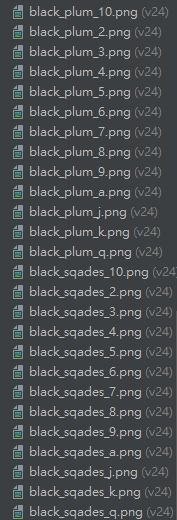 black_plum_10.png (v24)
black_plum_2.png (v24)
black_plum_3.png (v24)
black_plum_4.png (v24)
black_plum_5.png (v24)
black_plum_6.png (v24)
black_plum_7.png (v24)
black_plum_8.png (v24)
black_plum_9.png (v24)
black_plum_a.png (v24)
black_plum_j.png (v24)
black_plum_k.png (v24)
black_plum_q.png (v24)
black_sqades_10.png (v24)
black_sqades_2.png (v24)
black_sqades_3.png (v24)
black_sqades_4.png (v24)
black_sqades_5.png (v24)
black_sqades_6.png (v24)
black_sqades_7.png (v24)
black_sqades_8.png (v24)
black_sqades_9.png (v24)
black_sqades_a.png (v24)
black_sqades_j.png (v24)
black_sqades_k.png (v24)
black_sqades_q.png (v24)